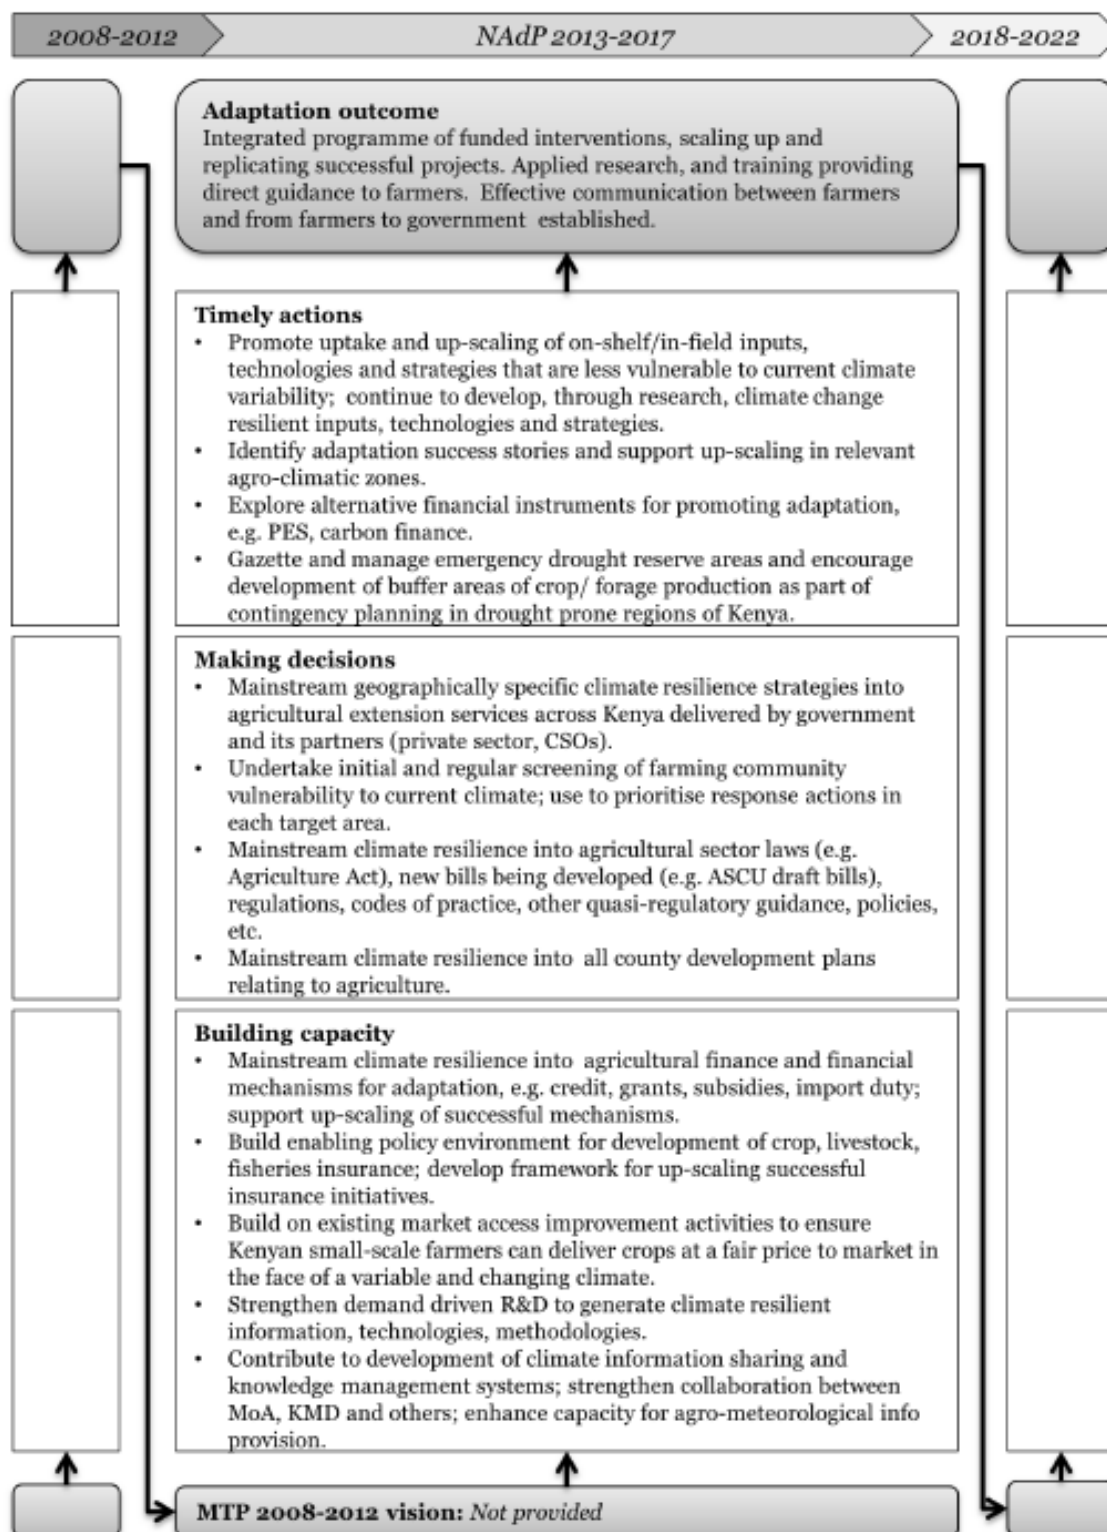 2008-2012
NAdP 2013-2017
2018-2022
Adaptation outcome
Integrated programme of funded interventions, scaling up and
replicating successful projects. Applied research, and training providing
direct guidance to farmers. Effective communication between farmers
and from farmers to government established.
Timely actions
• Promote uptake and up-scaling of on-shelf/in-field inputs,
technologies and strategies that are less vulnerable to current climate
variability; continue to develop, through research, climate change
resilient inputs, technologies and strategies.
• Identify adaptation success stories and support up-scaling in relevant
agro-climatic zones.
• Explore alternative financial instruments for promoting adaptation,
e.g. PES, carbon finance.
• Gazette and manage emergency drought reserve areas and encourage
development of buffer areas of crop/ forage production as part of
contingency planning in drought prone regions of Kenya.
Making decisions
• Mainstream geographically specific climate resilience strategies into
agricultural extension services across Kenya delivered by government
and its partners (private sector, CSOs).
• Undertake initial and regular screening of farming community
vulnerability to current climate; use to prioritise response actions in
each target area.
• Mainstream climate resilience into agricultural sector laws (e.g.
Agriculture Act), new bills being developed (e.g. ASCU draft bills),
regulations, codes of practice, other quasi-regulatory guidance, policies,
etc.
• Mainstream climate resilience into all county development plans
relating to agriculture.
Building capacity
• Mainstream climate resilience into agricultural finance and financial
mechanisms for adaptation, e.g. credit, grants, subsidies, import duty;
support up-scaling of successful mechanisms.
• Build enabling policy environment for development of crop, livestock,
fisheries insurance; develop framework for up-scaling successful
insurance initiatives.
• Build on existing market access improvement activities to ensure
Kenyan small-scale farmers can deliver crops at a fair price to market in
the face of a variable and changing climate.
• Strengthen demand driven R&D to generate climate resilient
information, technologies, methodologies.
• Contribute to development of climate information sharing and
knowledge management systems; strengthen collaboration between
MoA, KMD and others; enhance capacity for agro-meteorological info
provision.
MTP 2008-2012 vision: Not provided